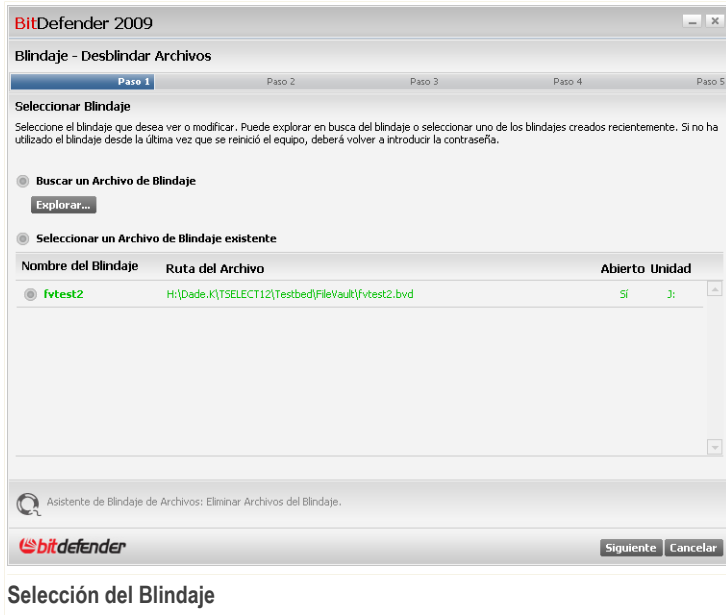 BitDefender 2009
Blindaje - Desblindar Archivos
Paso 1 Paso 2 Paso 3 Paso 4 Paso 5
Seleccionar Blindaje
Seleccione el blindaje que desea ver o modificar. Puede explorar en busca del blindaje o seleccionar uno de los blindajes creados recientemente. Si no ha
utilizado el blindaje desde la última vez que se reinició el equipo, deberá volver a introducir la contraseña.
Buscar un Archivo de Blindaje
Explorar...
Seleccionar un Archivo de Blindaje existente
Nombre del Blindaje Ruta del Archivo Abierto Unidad
fvtest2 H:\Dade.K\TSELECT12\Testbed\FileVault\fvtest2.bvd Sí J:
Asistente de Blindaje de Archivos: Eliminar Archivos del Blindaje.
bitdefender Siguiente Cancelar
Selección del Blindaje